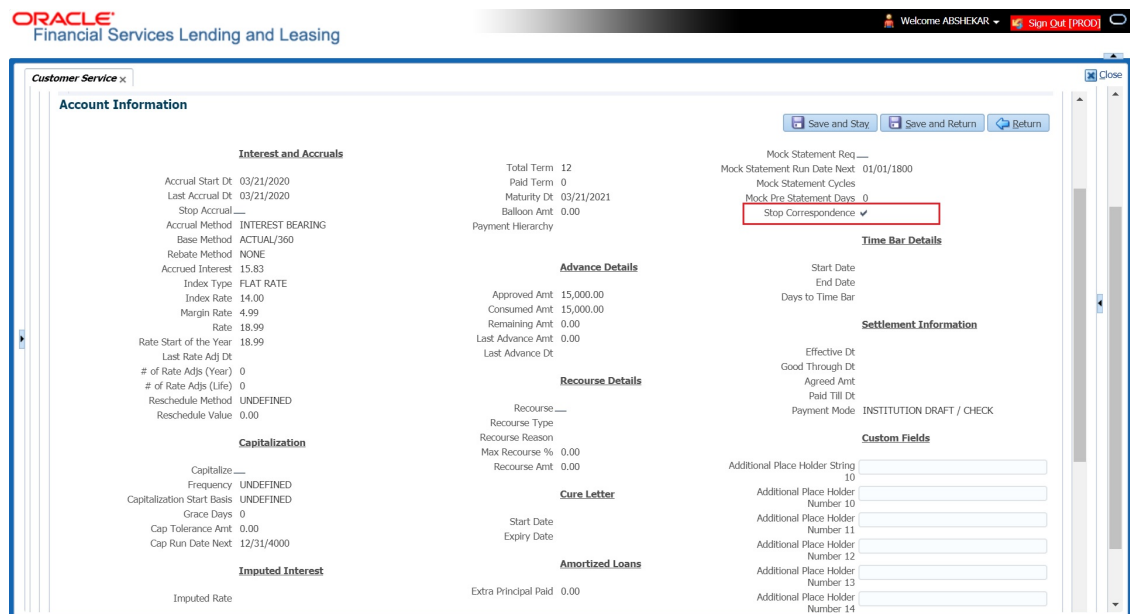 ORACLE®
Financial Services Lending and Leasing
Welcome ABSHEKAR
Sign Out [PROD]
Customer Service ×
Close
Account Information
Save and Stay
Save and Return
Return
Interest and Accruals
Accrual Start Dt 03/21/2020
Last Accrual Dt 03/21/2020
Stop Accrual
Accrual Method INTEREST BEARING
Base Method ACTUAL/360
Rebate Method NONE
Accrued Interest 15.83
Index Type FLAT RATE
Index Rate 14.00
Margin Rate 4.99
Rate 18.99
Rate Start of the Year 18.99
Last Rate Adj Dt
# of Rate Adjs (Year) 0
# of Rate Adjs (Life) 0
Reschedule Method UNDEFINED
Reschedule Value 0.00
Capitalization
Capitalize
Frequency UNDEFINED
Capitalization Start Basis UNDEFINED
Grace Days 0
Cap Tolerance Amt 0.00
Cap Run Date Next 12/31/4000
Imputed Interest
Imputed Rate
Total Term 12
Paid Term 0
Maturity Dt 03/21/2021
Balloon Amt 0.00
Payment Hierarchy
Advance Details
Approved Amt 15,000.00
Consumed Amt 15,000.00
Remaining Amt 0.00
Last Advance Amt 0.00
Last Advance Dt
Recourse Details
Recourse
Recourse Type
Recourse Reason
Max Recourse % 0.00
Recourse Amt 0.00
Cure Letter
Start Date
Expiry Date
Amortized Loans
Extra Principal Paid 0.00
Mock Statement Req
Mock Statement Run Date Next 01/01/1800
Mock Statement Cycles
Mock Pre Statement Days 0
Stop Correspondence ✔
Time Bar Details
Start Date
End Date
Days to Time Bar
Settlement Information
Effective Dt
Good Through Dt
Agreed Amt
Paid Till Dt
Payment Mode INSTITUTION DRAFT / CHECK
Custom Fields
Additional Place Holder String
10
Additional Place Holder
Number 10
Additional Place Holder
Number 11
Additional Place Holder
Number 12
Additional Place Holder
Number 13
Additional Place Holder
Number 14